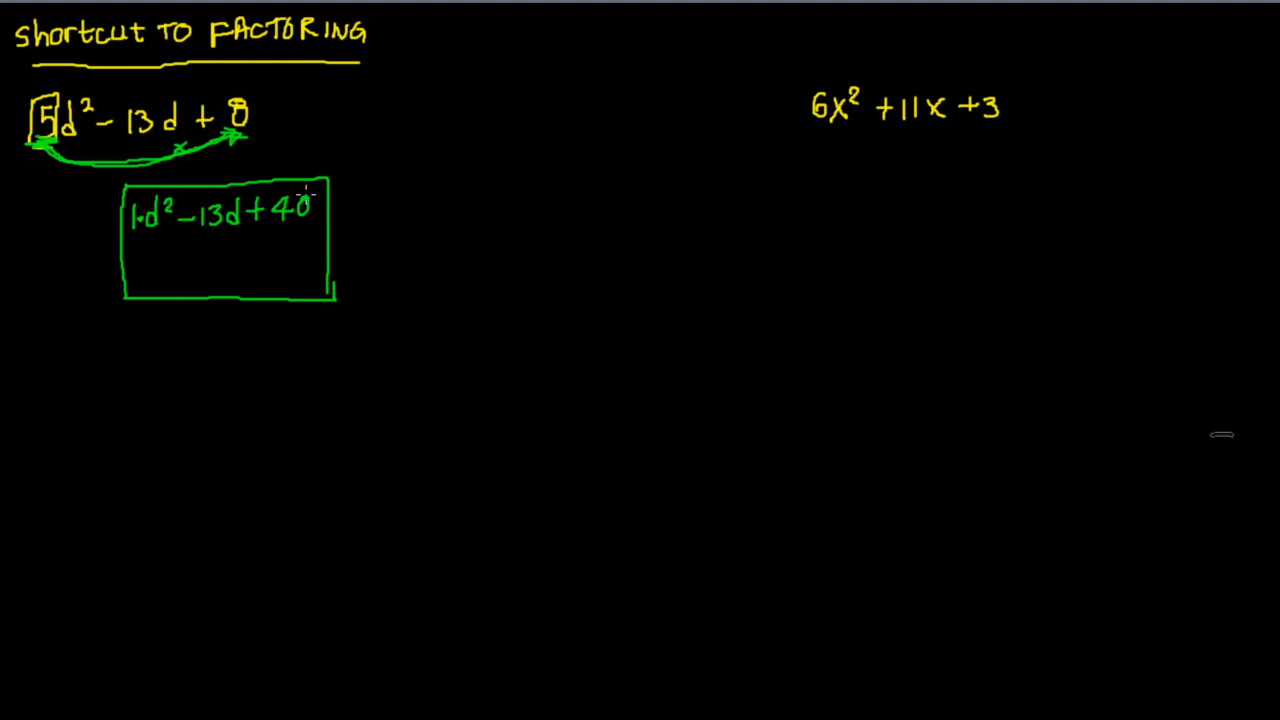 shortcut TO FACTORING
5d² - 13d + 8
6x² + 11x + 3
1·d² - 13d + 40